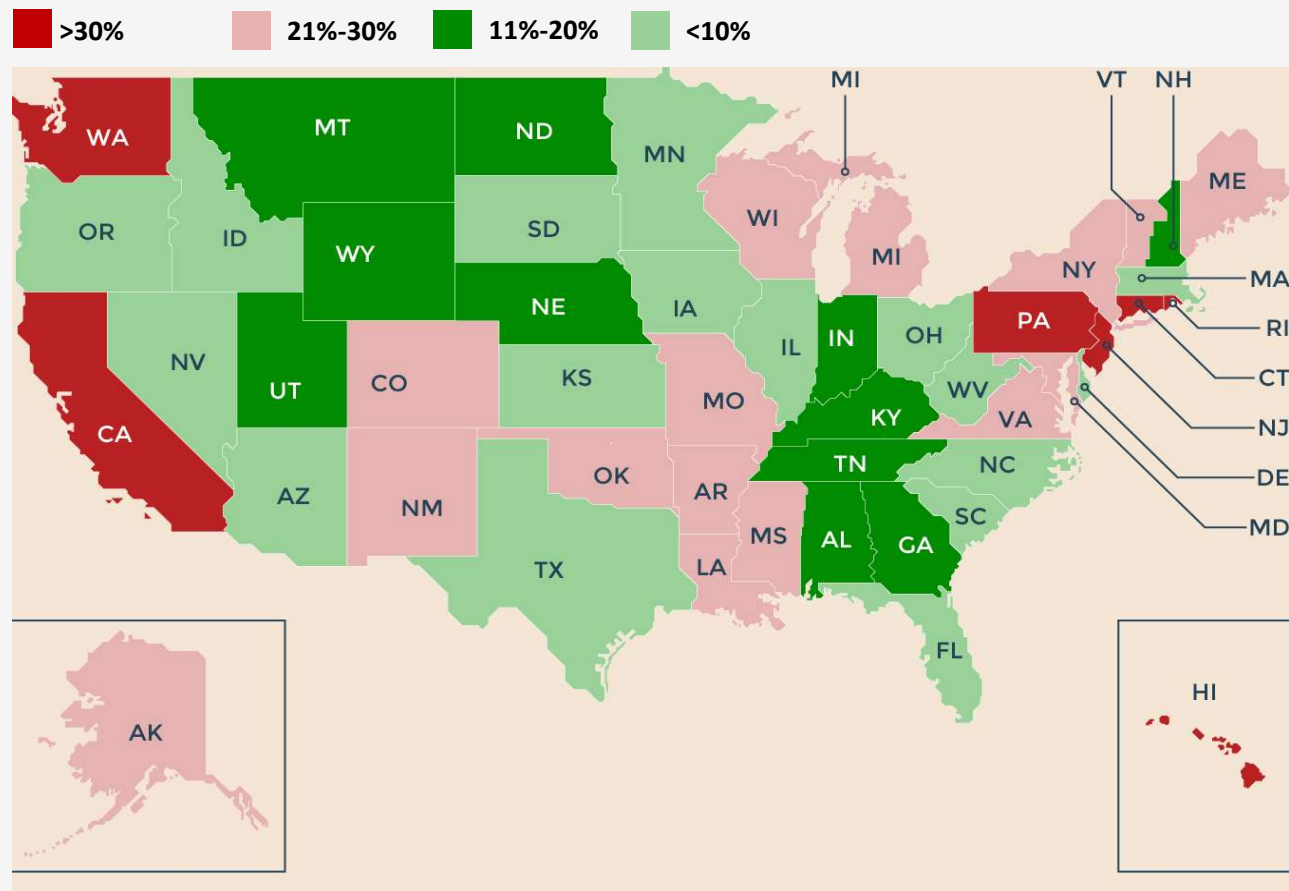 >30% 21%-30% 11%-20% <10%
MI VT NH
WA MT ND MN ME
OR ID SD WI
WY MI NY MA
NE IA PA RI
NV UT CO KS IL IN OH
CT
CA MO WV VA NJ
KY
AZ NM OK AR TN NC DE
MS AL GA SC MD
TX LA
FL
AK HI